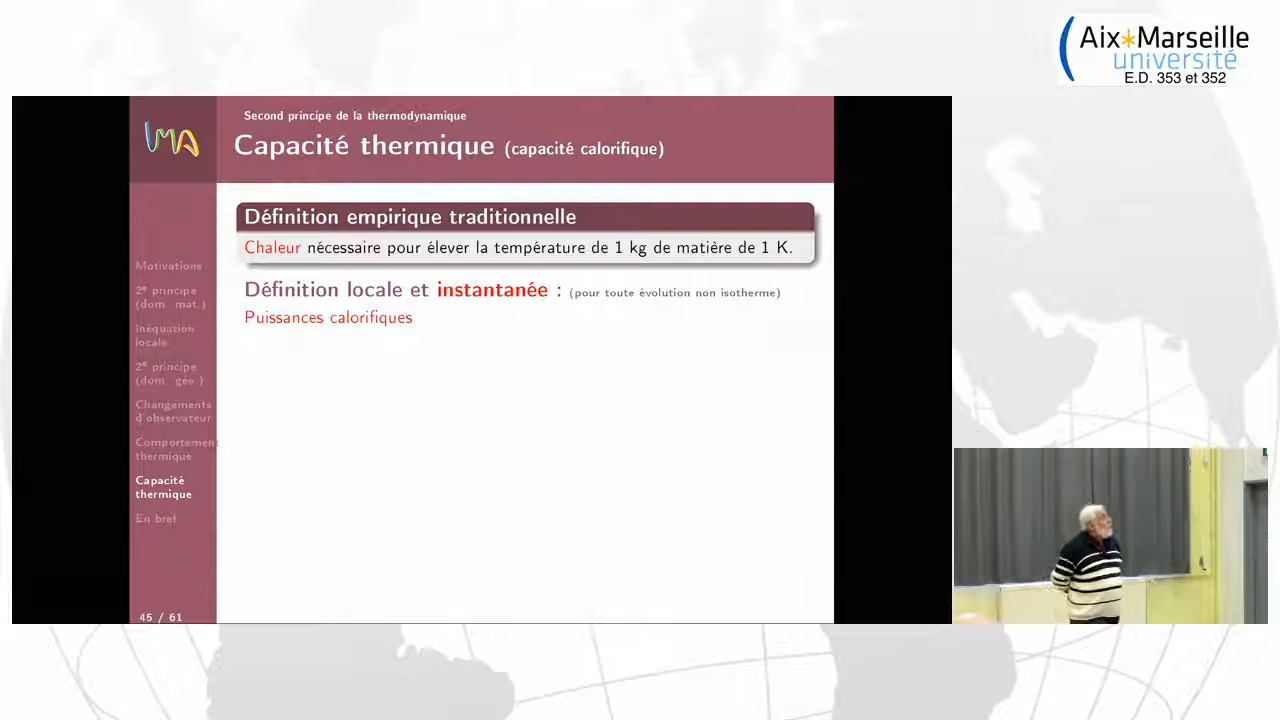 Aix*Marseille
université
E.D. 353 et 352
LMA
Second principe de la thermodynamique
Capacité thermique (capacité calorifique)
Définition empirique traditionnelle
Chaleur nécessaire pour élever la température de 1 kg de matière de 1 K.
Définition locale et instantanée : (pour toute évolution non isotherme)
Puissances calorifiques
Motivations
2e principe
(dom. mat.)
Inéquation
locale
2e principe
(dom. géo.)
Changements
d'observateur
Comportement
thermique
Capacité
thermique
En bref
45 / 61